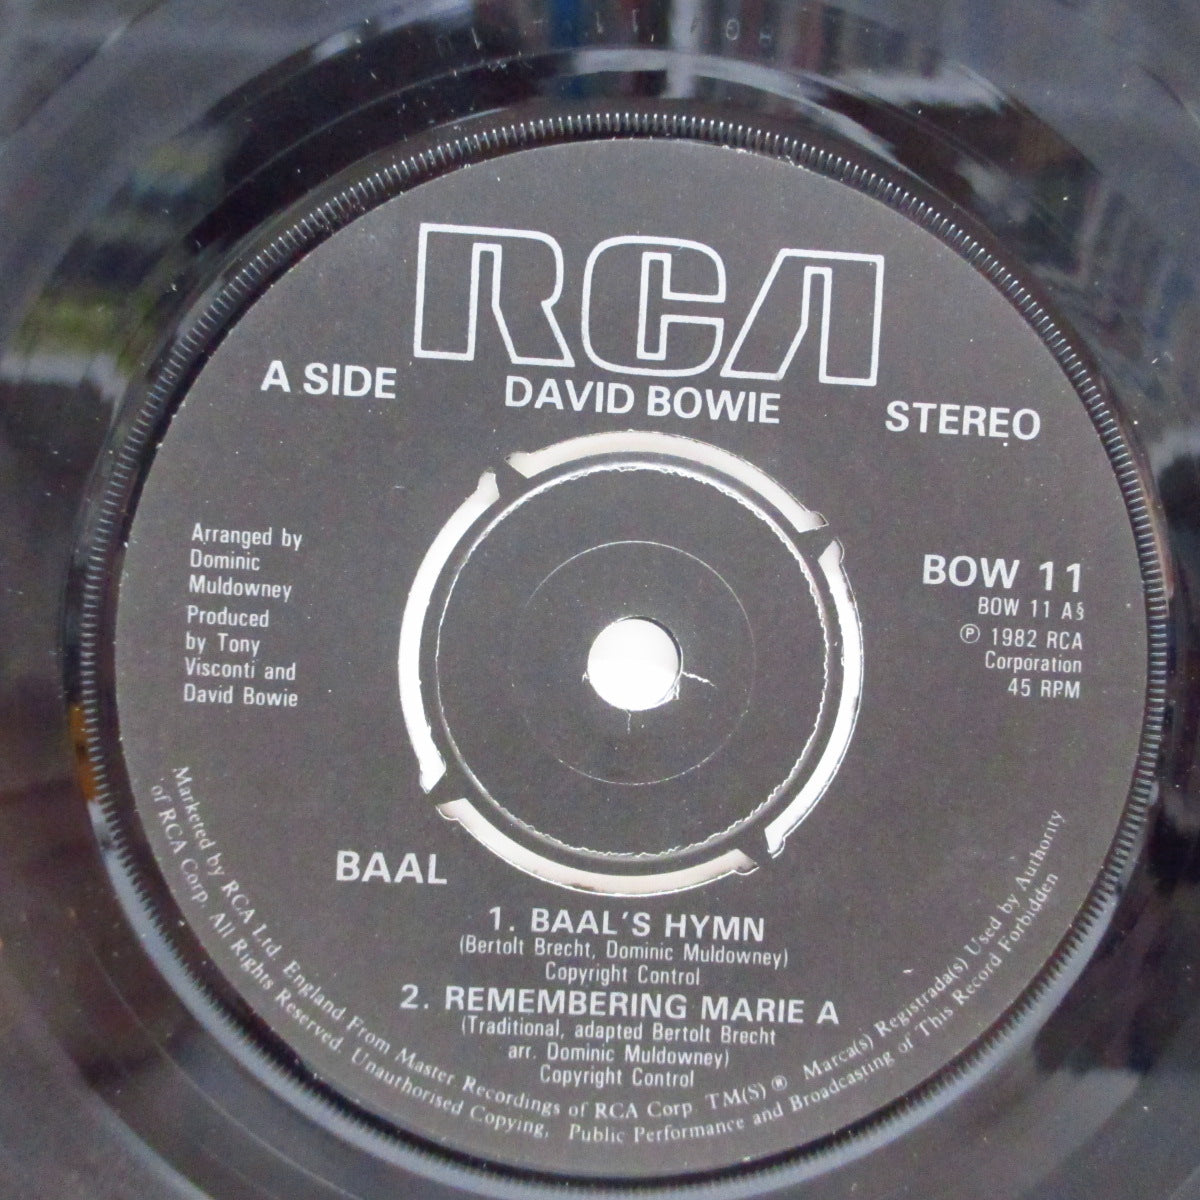 RCA
A SIDE
DAVID BOWIE
STEREO
Arranged by
Dominic
Muldowney
Produced
by Tony
Visconti and
David Bowie
BOW 11
BOW 11 A§
℗ 1982 RCA
Corporation
45 RPM
BAAL
1. BAAL'S HYMN
(Bertolt Brecht, Dominic Muldowney)
Copyright Control
2. REMEMBERING MARIE A
(Traditional, adapted Bertolt Brecht
arr. Dominic Muldowney)
Copyright Control
Marketed by RCA Ltd. England From Master Recordings of RCA Corp. TM(S) ® Marca(s) Registrada(s) Used by Authority
of RCA Corp. All Rights Reserved. Unauthorised Copying, Public Performance and Broadcasting of This Record Forbidden